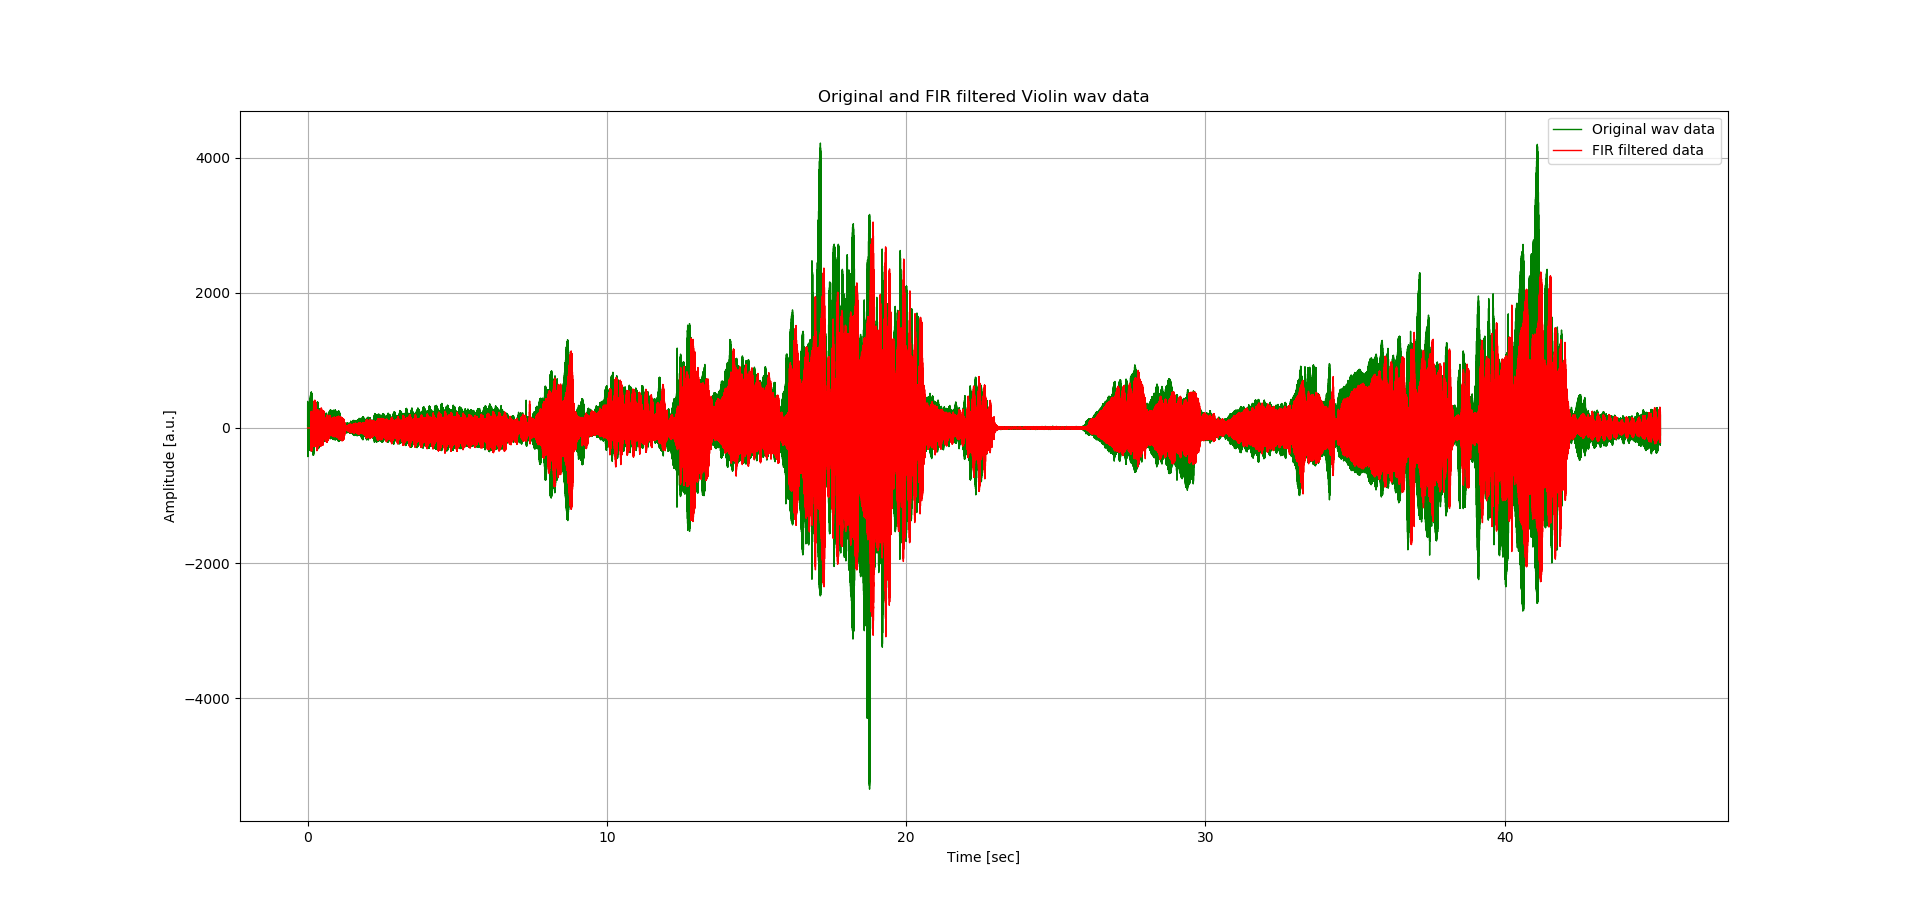 Original and FIR filtered Violin wav data
Original wav data
FIR filtered data
4000
2000
0
−2000
−4000
Amplitude [a.u.]
0 10 20 30 40
Time [sec]